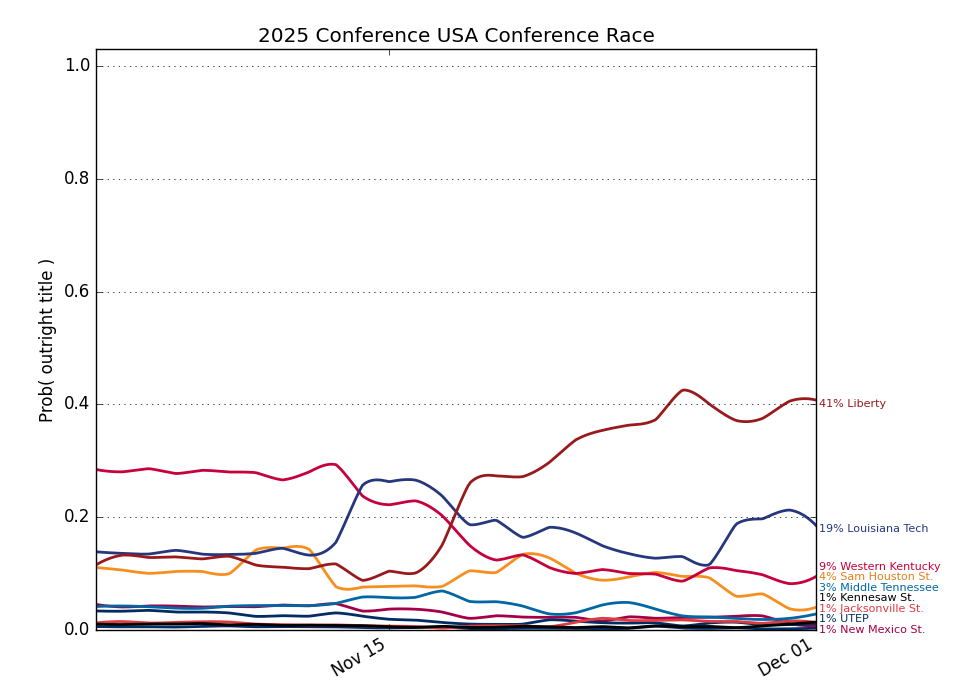 2025 Conference USA Conference Race
Prob( outright title )
1.0
0.8
0.6
0.4
0.2
0.0
Nov 15
Dec 01
41% Liberty
19% Louisiana Tech
9% Western Kentucky
4% Sam Houston St.
3% Middle Tennessee
1% Kennesaw St.
1% Jacksonville St.
1% UTEP
1% New Mexico St.